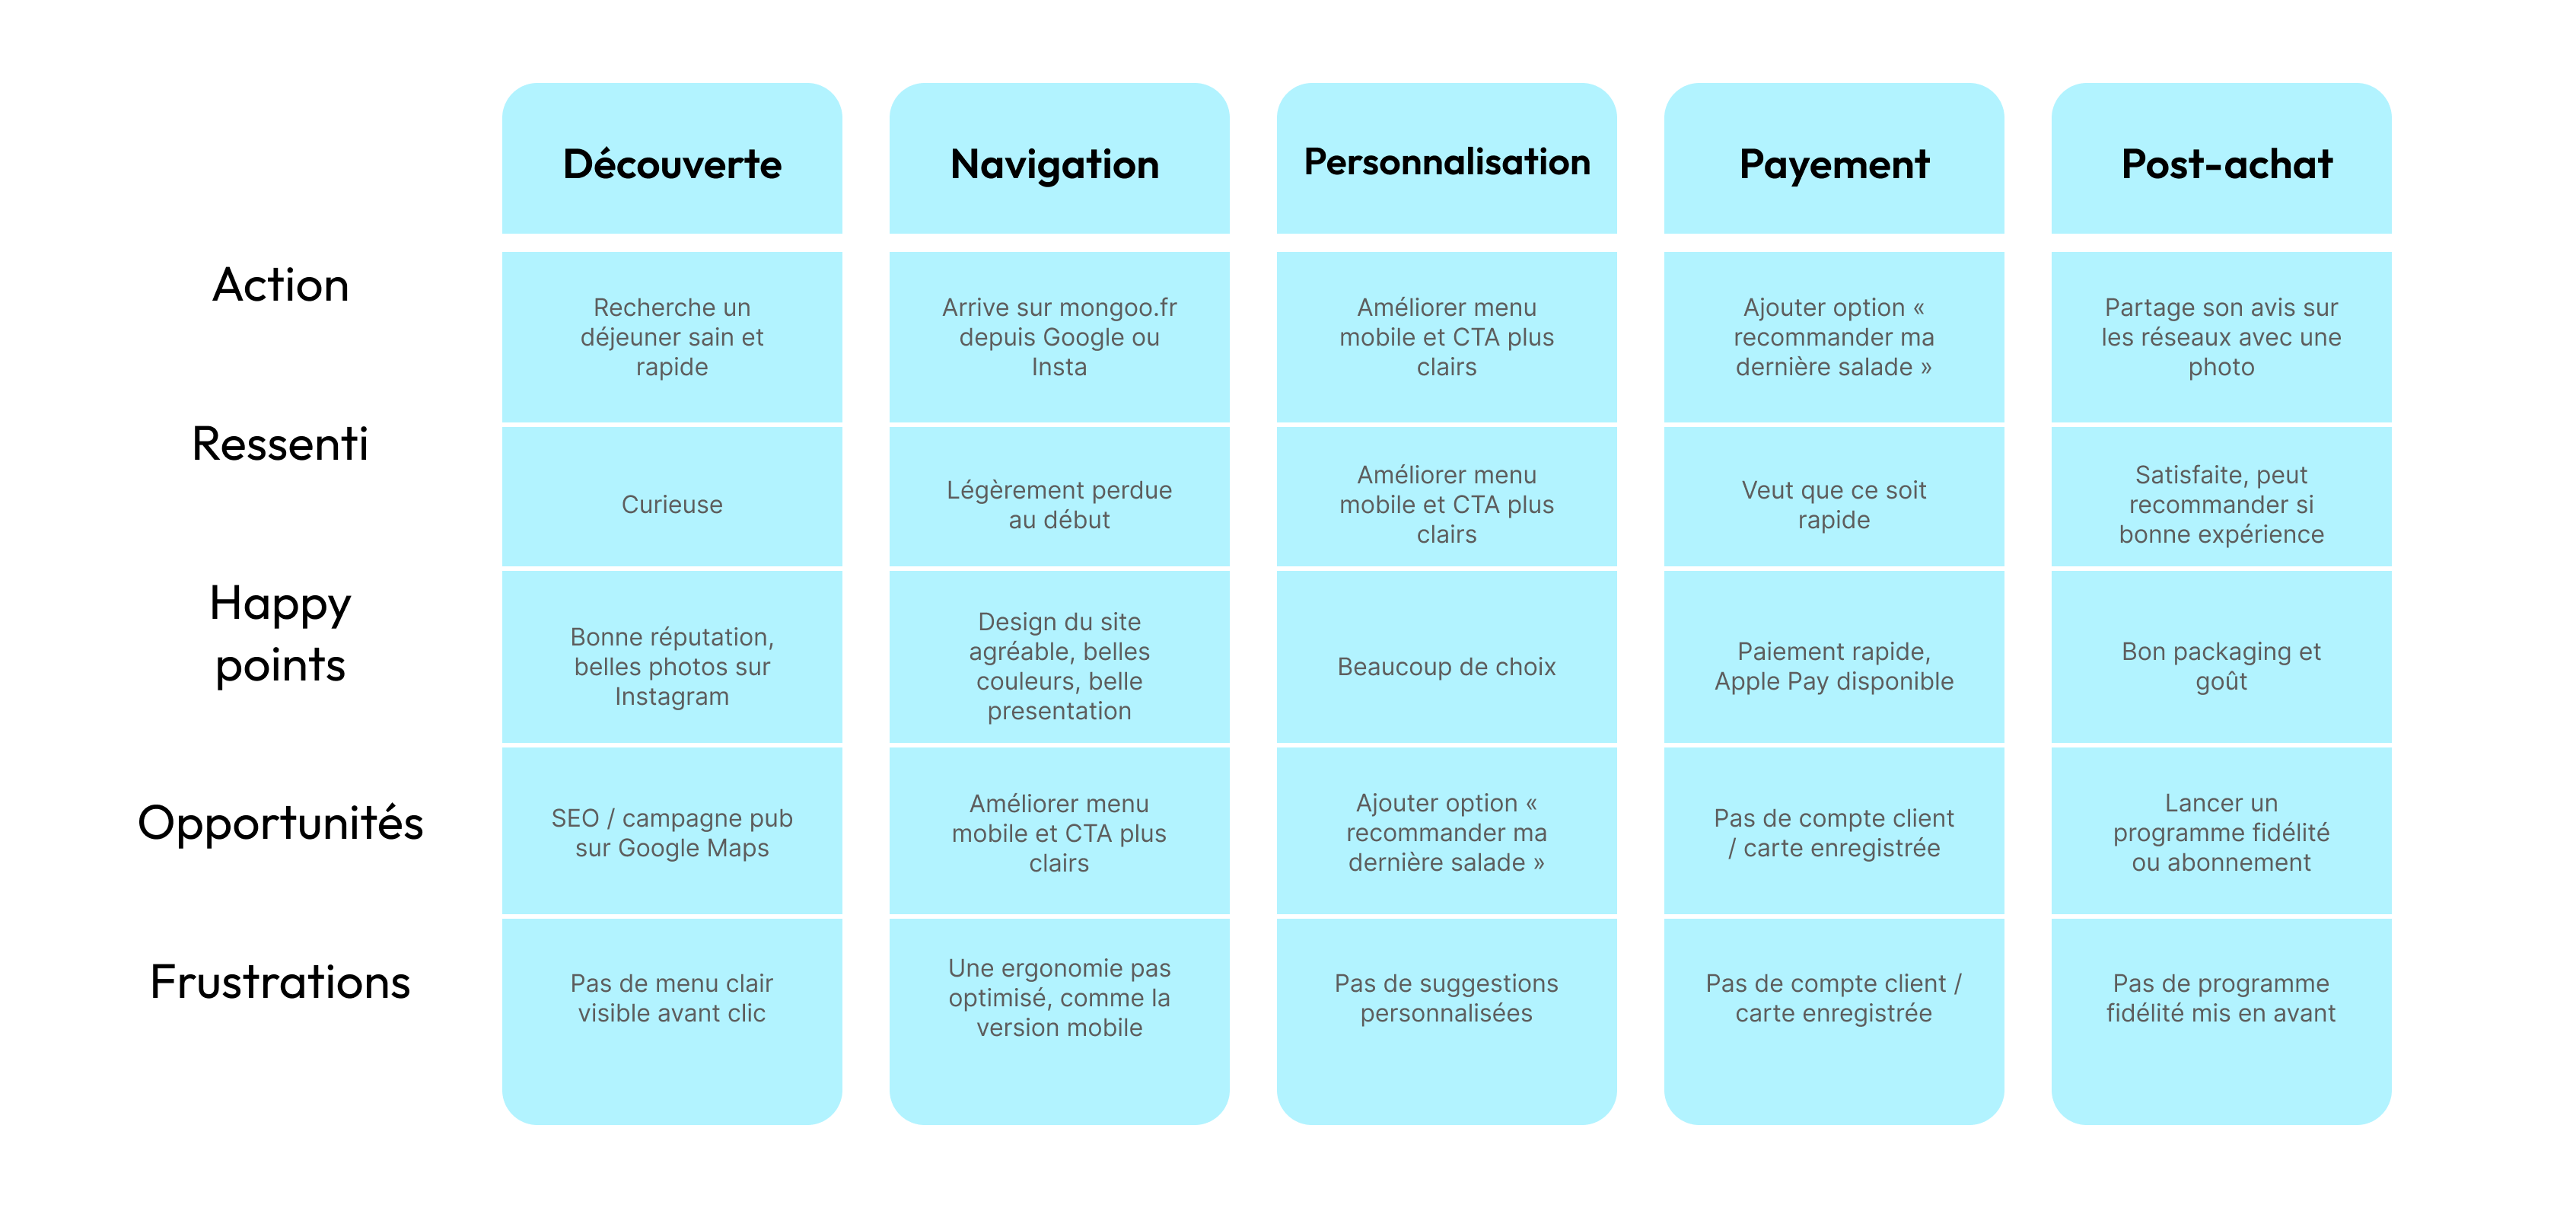 Découverte
Navigation
Personnalisation
Payement
Post-achat
Action
Recherche un
déjeuner sain et
rapide
Arrive sur mongoo.fr
depuis Google ou
Insta
Améliorer menu
mobile et CTA plus
clairs
Ajouter option «
recommander ma
dernière salade »
Partage son avis sur
les réseaux avec une
photo
Ressenti
Curieuse
Légèrement perdue
au début
Améliorer menu
mobile et CTA plus
clairs
Veut que ce soit
rapide
Satisfaite, peut
recommander si
bonne expérience
Happy
points
Bonne réputation,
belles photos sur
Instagram
Design du site
agréable, belles
couleurs, belle
presentation
Beaucoup de choix
Paiement rapide,
Apple Pay disponible
Bon packaging et
goût
Opportunités
SEO / campagne pub
sur Google Maps
Améliorer menu
mobile et CTA plus
clairs
Ajouter option «
recommander ma
dernière salade »
Pas de compte client
/ carte enregistrée
Lancer un
programme fidélité
ou abonnement
Frustrations
Pas de menu clair
visible avant clic
Une ergonomie pas
optimisé, comme la
version mobile
Pas de suggestions
personnalisées
Pas de compte client /
carte enregistrée
Pas de programme
fidélité mis en avant